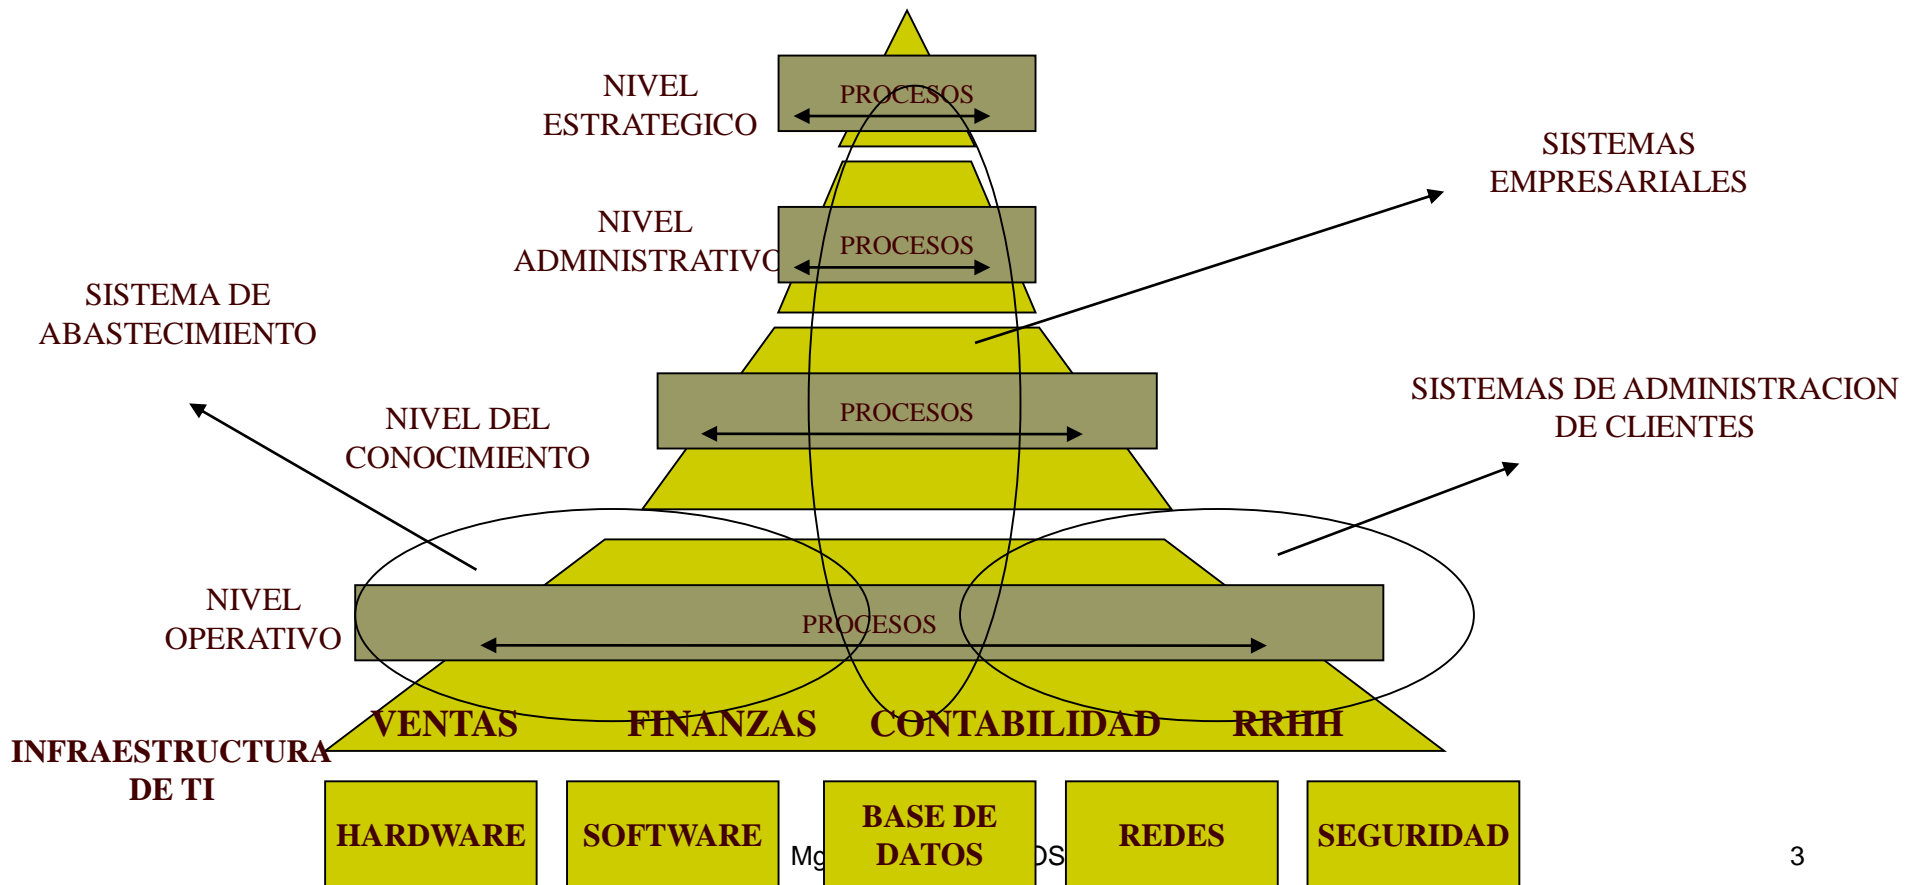 NIVEL
ESTRATEGICO
PROCESOS
SISTEMAS
EMPRESARIALES
NIVEL
ADMINISTRATIVO
PROCESOS
SISTEMA DE
ABASTECIMIENTO
NIVEL DEL
CONOCIMIENTO
PROCESOS
SISTEMAS DE ADMINISTRACION
DE CLIENTES
NIVEL
OPERATIVO
PROCESOS
VENTAS FINANZAS CONTABILIDAD RRHH
INFRAESTRUCTURA
DE TI
HARDWARE
SOFTWARE
BASE DE
DATOS
REDES
SEGURIDAD
3